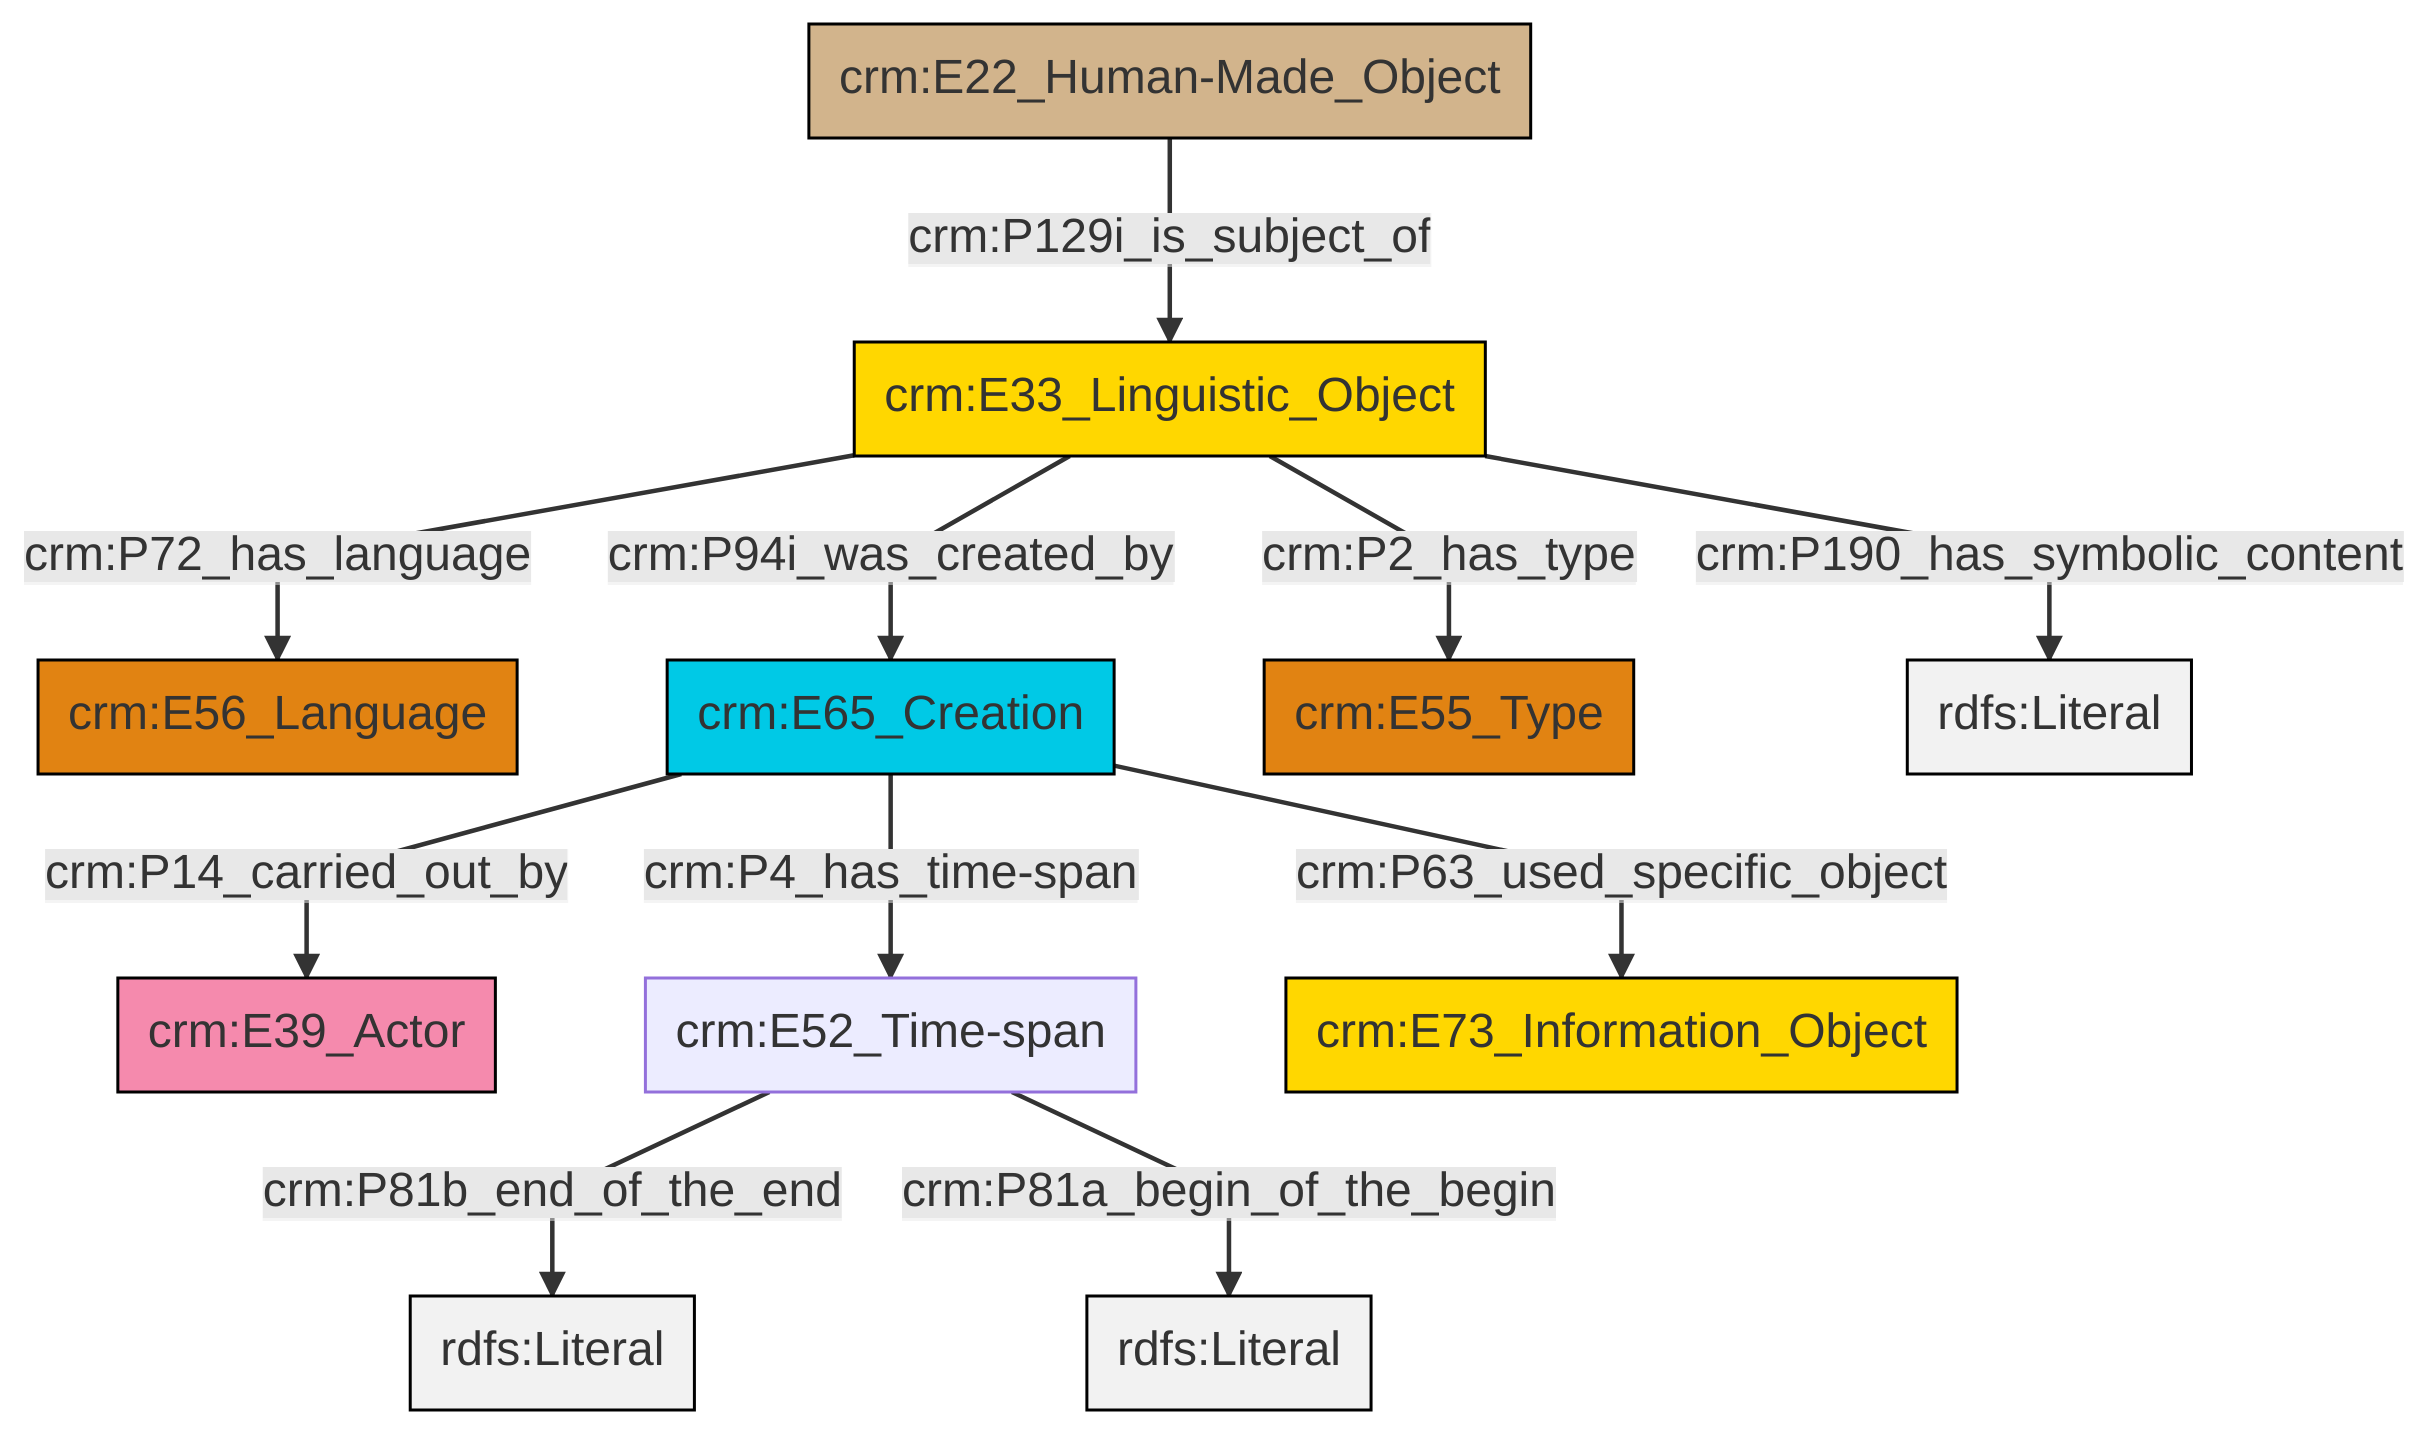 crm:E22_Human-Made_Object
crm:P129i_is_subject_of
crm:E33_Linguistic_Object
crm:P72_has_language
crm:P94i_was_created_by
crm:P2_has_type
crm:P190_has_symbolic_content
crm:E56_Language
crm:E65_Creation
crm:E55_Type
rdfs:Literal
crm:P14_carried_out_by
crm:P4_has_time-span
crm:P63_used_specific_object
crm:E39_Actor
crm:E52_Time-span
crm:E73_Information_Object
crm:P81b_end_of_the_end
crm:P81a_begin_of_the_begin
rdfs:Literal
rdfs:Literal